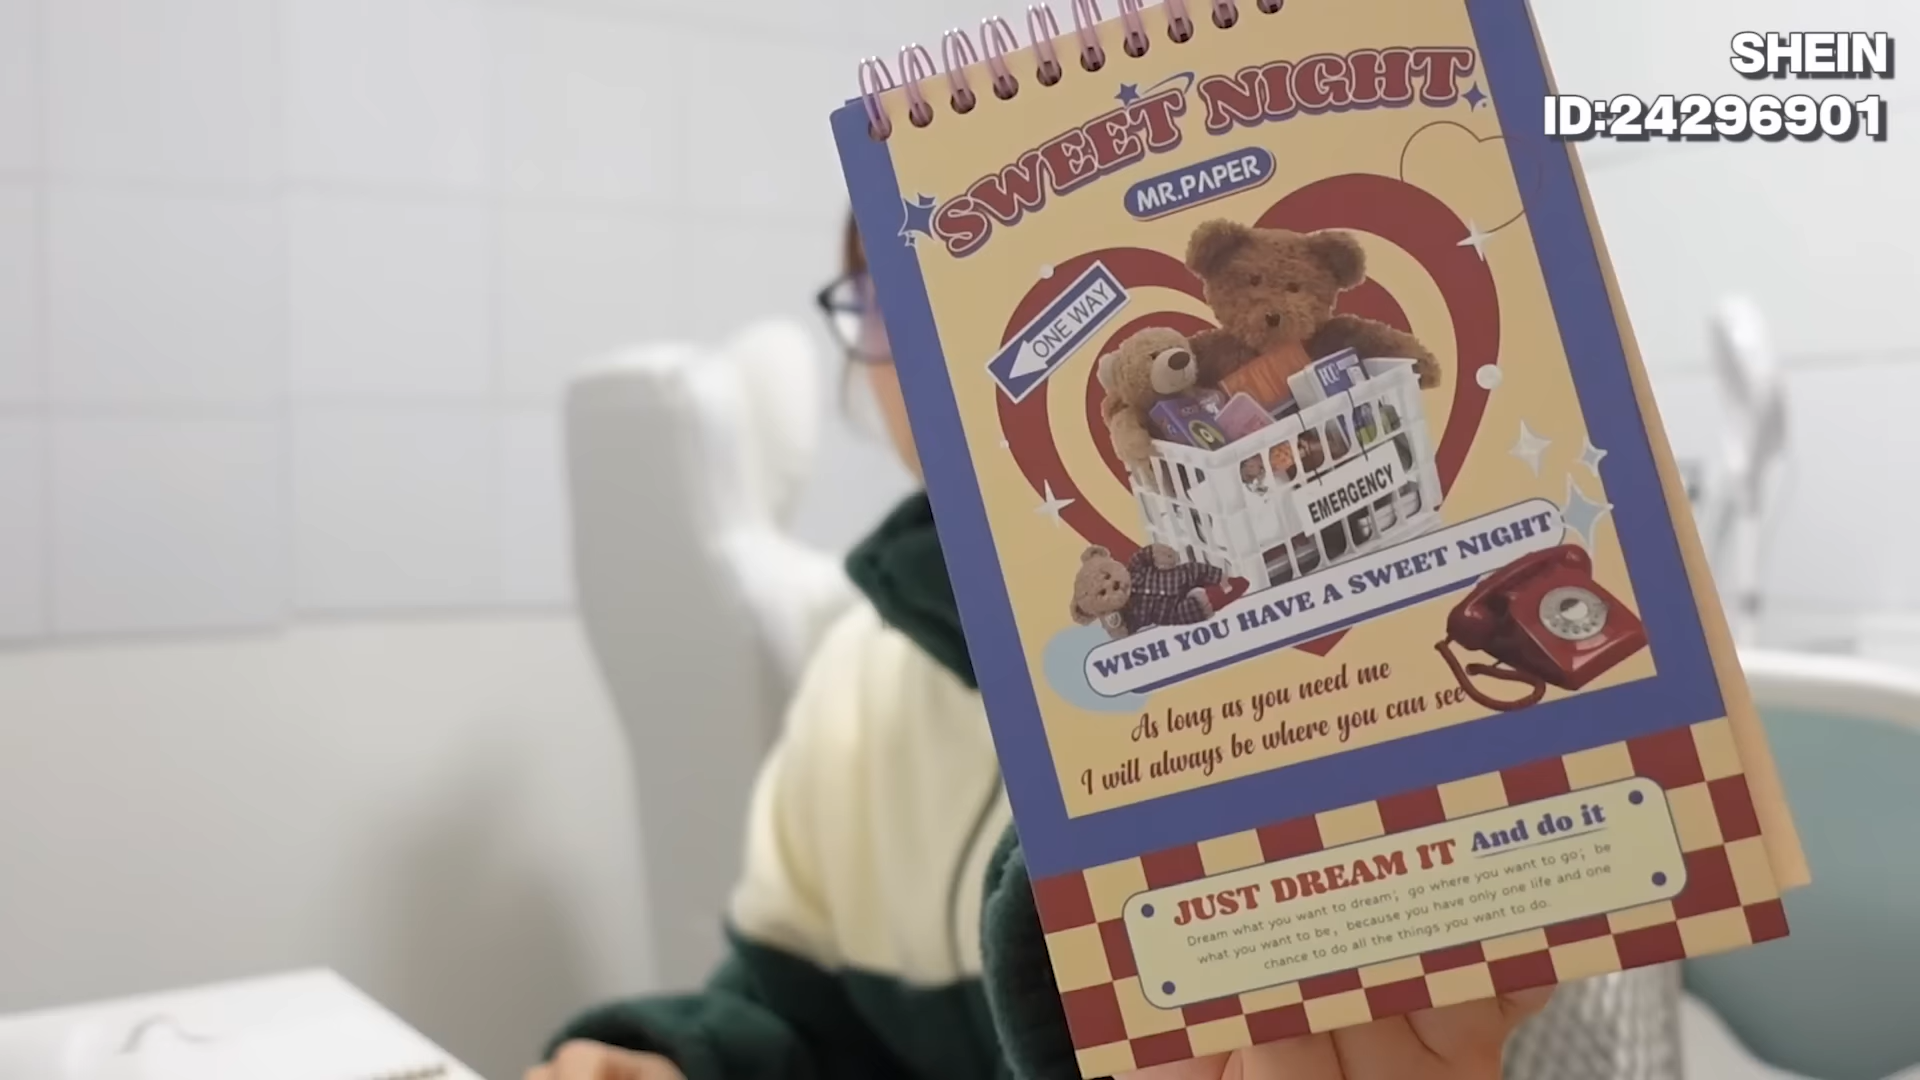 SHEIN
ID:24296901
SWEET NIGHT
MR.PAPER
ONE WAY
EMERGENCY
WISH YOU HAVE A SWEET NIGHT
As long as you need me
I will always be where you can see
JUST DREAM IT And do it
Dream what you want to dream; go where you want to go; be
what you want to be, because you have only one life and one
chance to do all the things you want to do.